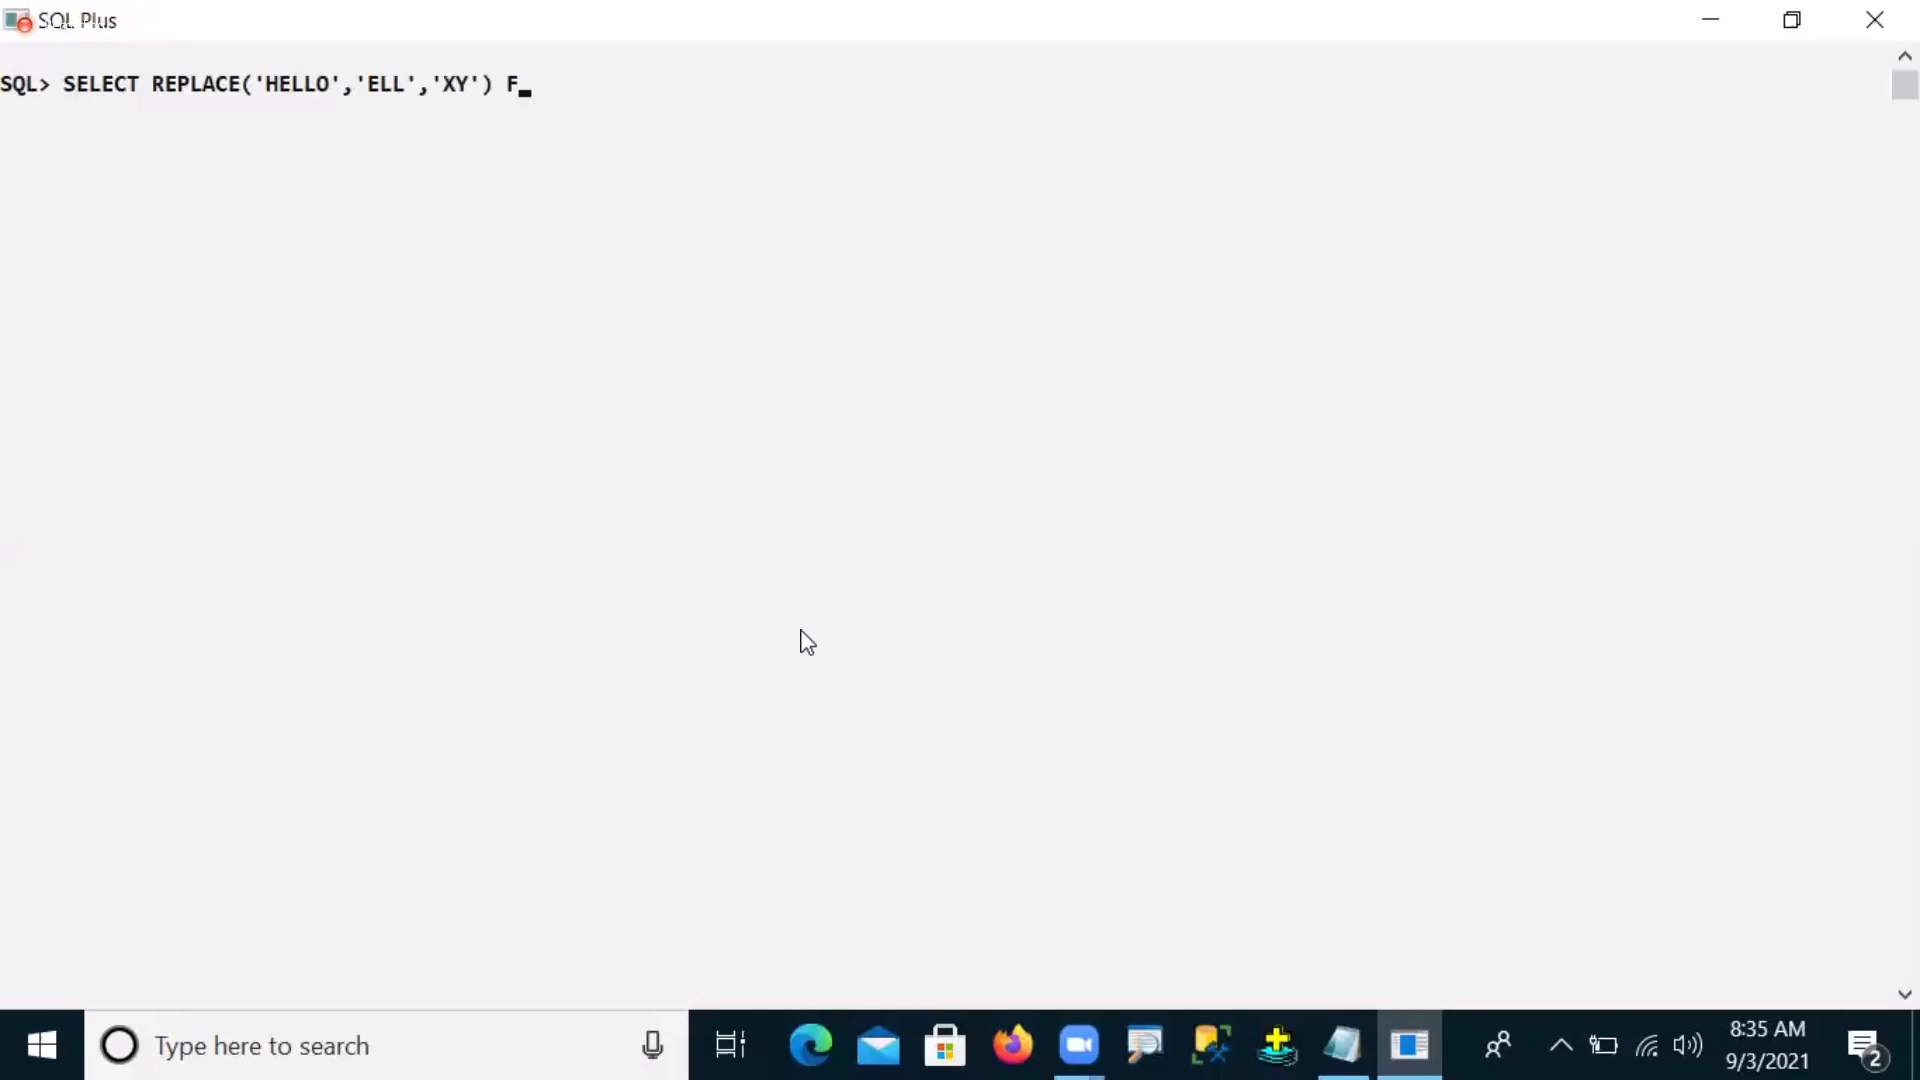 SQL Plus
SQL> SELECT REPLACE('HELLO','ELL','XY') F
Type here to search
8:35 AM
9/3/2021
2